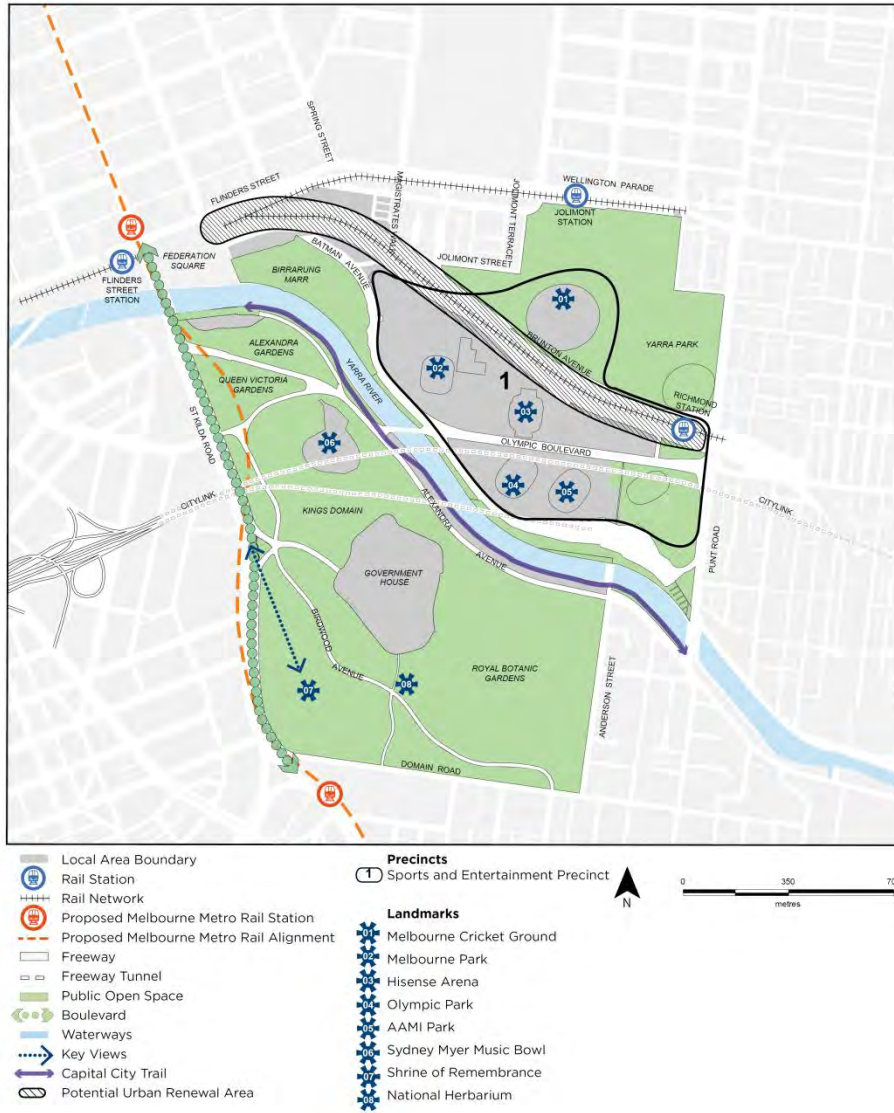 SPRING STREET
FLINDERS STREET
MAGISTRATES
JOLIMONT TERRACE
WELLINGTON PARADE
JOLIMONT
STATION
FEDERATION
SQUARE
FLINDERS
STREET
STATION
BATMAN AVENUE
JOLIMONT STREET
BIRRARUNG
MARR
01
BRUNTON AVENUE
YARRA PARK
ALEXANDRA
GARDENS
QUEEN VICTORIA
GARDENS
YARRA RIVER
02
1
03
RICHMOND
STATION
ST KILDA ROAD
06
OLYMPIC BOULEVARD
04
05
CITYLINK
CITYLINK
KINGS DOMAIN
ALEXANDRA
AVENUE
PUNT ROAD
GOVERNMENT
HOUSE
BIRDWOOD
AVENUE
07
08
ROYAL BOTANIC
GARDENS
ANDERSON STREET
DOMAIN ROAD
Local Area Boundary
Rail Station
Rail Network
Proposed Melbourne Metro Rail Station
Proposed Melbourne Metro Rail Alignment
Freeway
Freeway Tunnel
Public Open Space
Boulevard
Waterways
Key Views
Capital City Trail
Potential Urban Renewal Area
Precincts
1 Sports and Entertainment Precinct
Landmarks
01 Melbourne Cricket Ground
02 Melbourne Park
03 Hisense Arena
04 Olympic Park
05 AAMI Park
06 Sydney Myer Music Bowl
07 Shrine of Remembrance
08 National Herbarium
N
0 350
metres